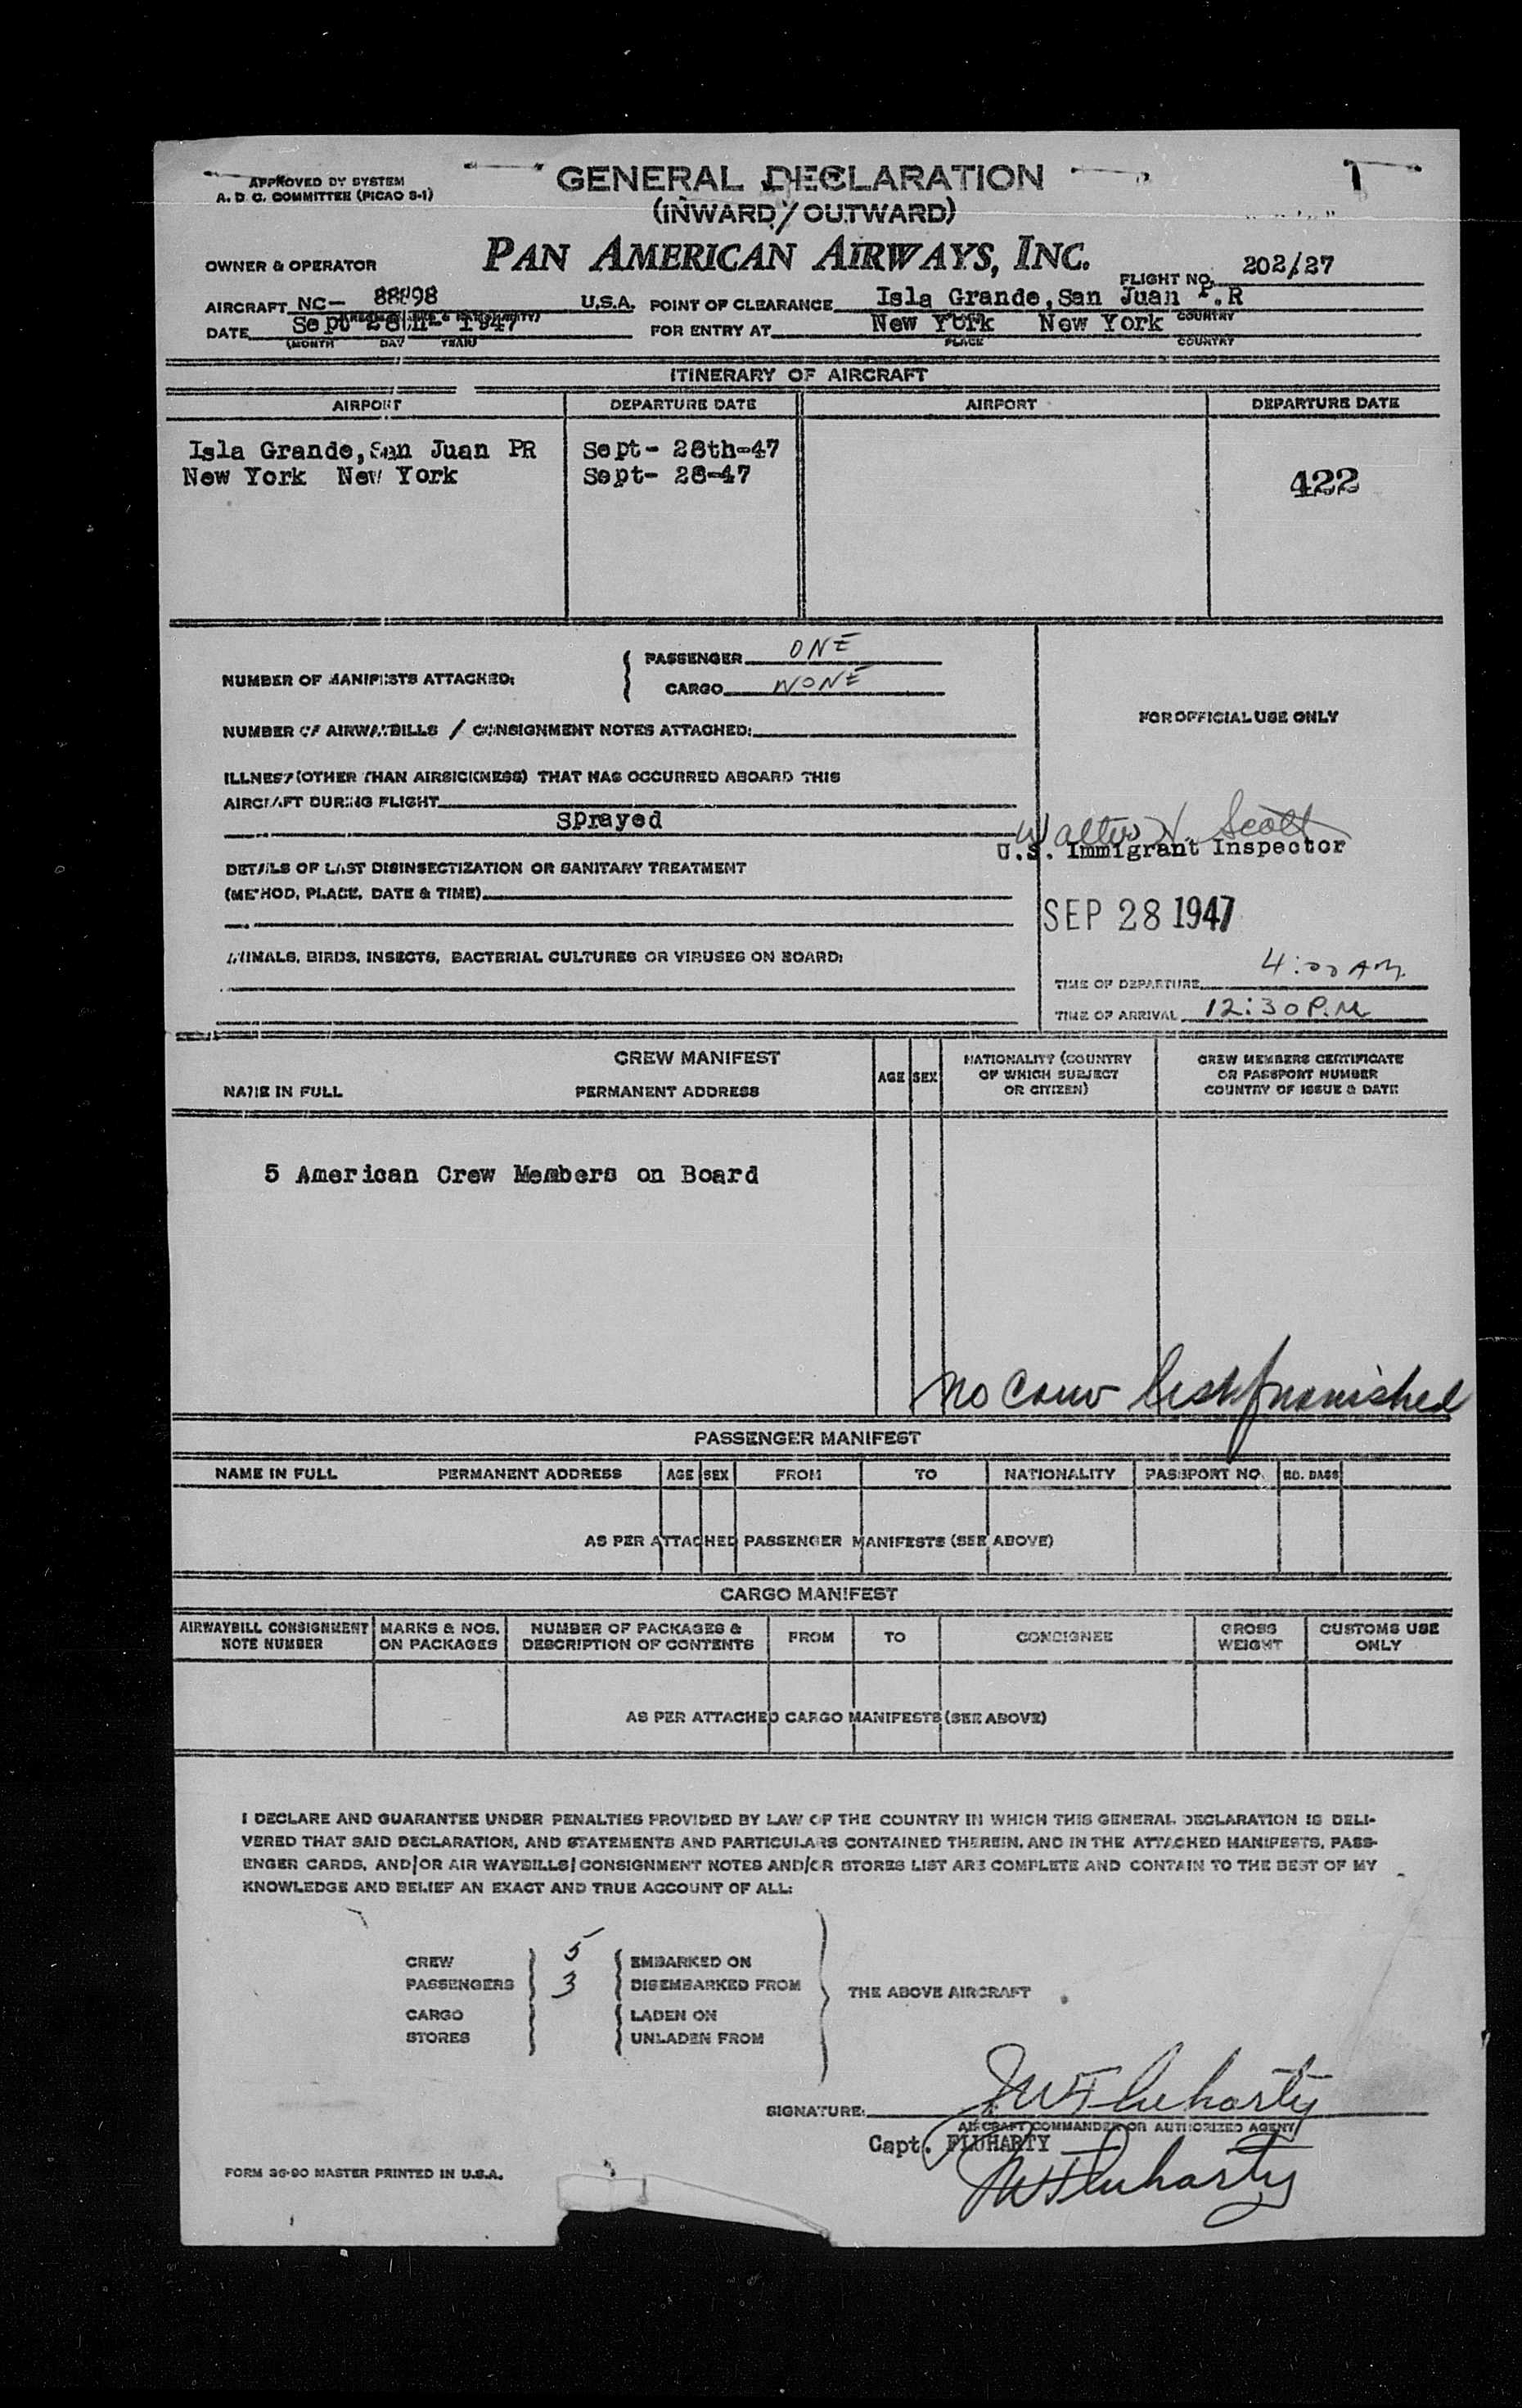 APPROVED BY SYSTEM
A. D. C. COMMITTEE (PICAO S-1)
GENERAL DECLARATION
(INWARD / OUTWARD)
OWNER & OPERATOR
PAN AMERICAN AIRWAYS, INC.
FLIGHT NO. 202/27
AIRCRAFT NC- 88898 U.S.A. POINT OF CLEARANCE Isla Grande, San Juan P.R
DATE Sept 28th- 1947 FOR ENTRY AT New York New York COUNTRY
(MONTH DAY YEAR) PLACE COUNTRY
ITINERARY OF AIRCRAFT
AIRPORT DEPARTURE DATE AIRPORT DEPARTURE DATE
Isla Grande, San Juan PR Sept- 28th-47
New York New York Sept- 28-47 422
NUMBER OF MANIFESTS ATTACHED: PASSENGER ONE
CARGO NONE
FOR OFFICIAL USE ONLY
NUMBER OF AIRWAYBILLS / CONSIGNMENT NOTES ATTACHED:
ILLNESS (OTHER THAN AIRSICKNESS) THAT HAS OCCURRED ABOARD THIS
AIRCRAFT DURING FLIGHT
Sprayed
Walter H. Scott
U.S. Immigrant Inspector
DETAILS OF LAST DISINSECTIZATION OR SANITARY TREATMENT
(METHOD, PLACE, DATE & TIME)
SEP 28 1947
ANIMALS, BIRDS, INSECTS, BACTERIAL CULTURES OR VIRUSES ON BOARD:
TIME OF DEPARTURE 4:00 AM.
TIME OF ARRIVAL 12:30 P.M
CREW MANIFEST
NAME IN FULL PERMANENT ADDRESS AGE SEX NATIONALITY (COUNTRY OF WHICH SUBJECT OR CITIZEN) CREW MEMBERS CERTIFICATE OR PASSPORT NUMBER COUNTRY OF ISSUE & DATE
5 American Crew Members on Board
No Crew list furnished
PASSENGER MANIFEST
NAME IN FULL PERMANENT ADDRESS AGE SEX FROM TO NATIONALITY PASSPORT NO. NO. BAGS
AS PER ATTACHED PASSENGER MANIFESTS (SEE ABOVE)
CARGO MANIFEST
AIRWAYBILL CONSIGNMENT NOTE NUMBER MARKS & NOS. ON PACKAGES NUMBER OF PACKAGES & DESCRIPTION OF CONTENTS FROM TO CONSIGNEE GROSS WEIGHT CUSTOMS USE ONLY
AS PER ATTACHED CARGO MANIFESTS (SEE ABOVE)
I DECLARE AND GUARANTEE UNDER PENALTIES PROVIDED BY LAW OF THE COUNTRY IN WHICH THIS GENERAL DECLARATION IS DELI-
VERED THAT SAID DECLARATION, AND STATEMENTS AND PARTICULARS CONTAINED THEREIN, AND IN THE ATTACHED MANIFESTS, PASS-
ENGER CARDS, AND/OR AIR WAYBILLS/CONSIGNMENT NOTES AND/OR STORES LIST ARE COMPLETE AND CONTAIN TO THE BEST OF MY
KNOWLEDGE AND BELIEF AN EXACT AND TRUE ACCOUNT OF ALL:
CREW 5 EMBARKED ON
PASSENGERS 3 DISEMBARKED FROM
THE ABOVE AIRCRAFT
CARGO LADEN ON
STORES UNLADEN FROM
SIGNATURE: JWFluharty
AIRCRAFT COMMANDER OR AUTHORIZED AGENT
Capt. FLUHARTY
JWFluharty
FORM 36-90 MASTER PRINTED IN U.S.A.